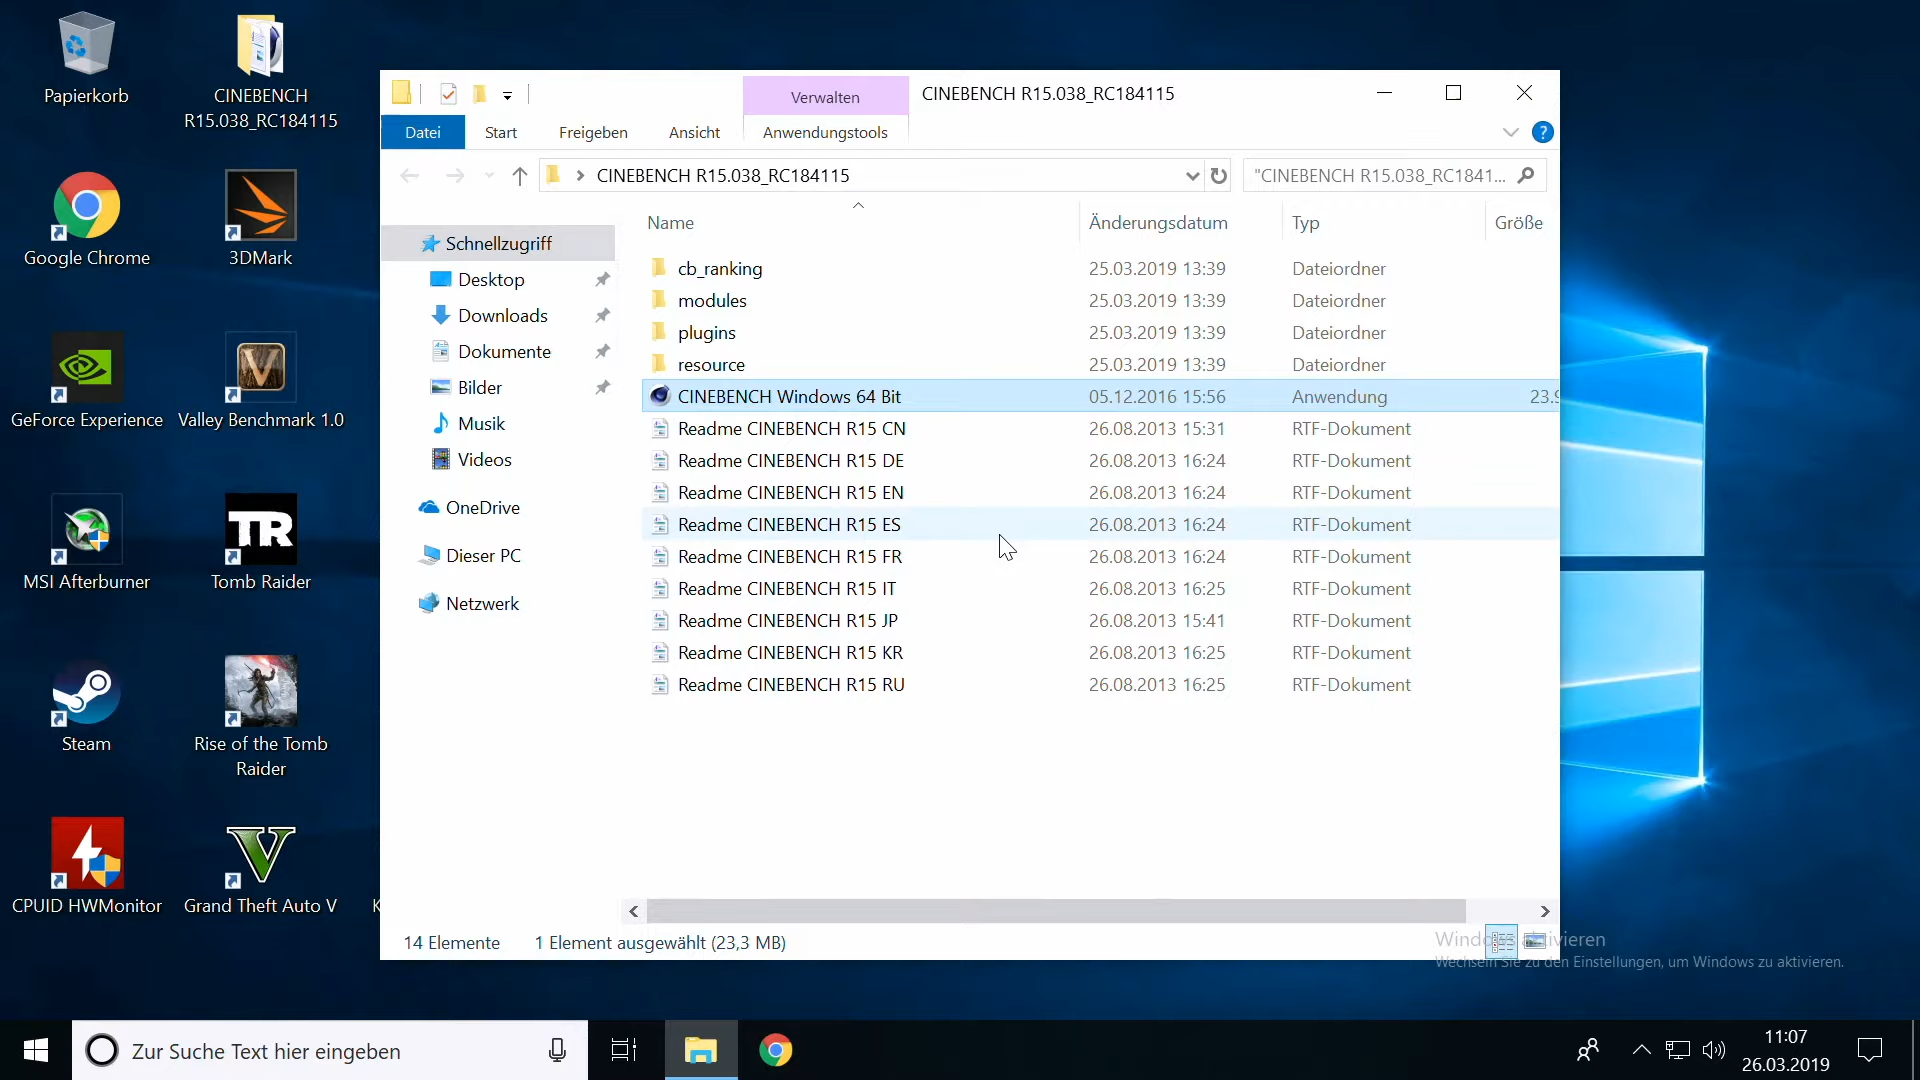 Papierkorb
CINEBENCH
R15.038_RC184115
Google Chrome
3DMark
GeForce Experience
Valley Benchmark 1.0
MSI Afterburner
TR
Tomb Raider
Steam
Rise of the Tomb
Raider
CPUID HWMonitor
Grand Theft Auto V
Verwalten
CINEBENCH R15.038_RC184115
Datei
Start
Freigeben
Ansicht
Anwendungstools
CINEBENCH R15.038_RC184115
"CINEBENCH R15.038_RC1841...
Schnellzugriff
Desktop
Downloads
Dokumente
Bilder
Musik
Videos
OneDrive
Dieser PC
Netzwerk
Name Änderungsdatum Typ Größe
cb_ranking 25.03.2019 13:39 Dateiordner
modules 25.03.2019 13:39 Dateiordner
plugins 25.03.2019 13:39 Dateiordner
resource 25.03.2019 13:39 Dateiordner
CINEBENCH Windows 64 Bit 05.12.2016 15:56 Anwendung 23.9
Readme CINEBENCH R15 CN 26.08.2013 15:31 RTF-Dokument
Readme CINEBENCH R15 DE 26.08.2013 16:24 RTF-Dokument
Readme CINEBENCH R15 EN 26.08.2013 16:24 RTF-Dokument
Readme CINEBENCH R15 ES 26.08.2013 16:24 RTF-Dokument
Readme CINEBENCH R15 FR 26.08.2013 16:24 RTF-Dokument
Readme CINEBENCH R15 IT 26.08.2013 16:25 RTF-Dokument
Readme CINEBENCH R15 JP 26.08.2013 15:41 RTF-Dokument
Readme CINEBENCH R15 KR 26.08.2013 16:25 RTF-Dokument
Readme CINEBENCH R15 RU 26.08.2013 16:25 RTF-Dokument
14 Elemente 1 Element ausgewählt (23,3 MB)
Windows aktivieren
Wechseln Sie zu den Einstellungen, um Windows zu aktivieren.
Zur Suche Text hier eingeben
11:07
26.03.2019